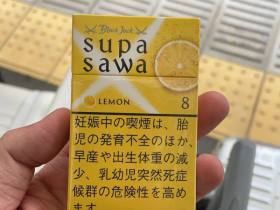 Black Jack
supa
sawa
LEMON 8
妊娠中の喫煙は、胎
児の発育不全のほか、
早産や出生体重の減
少、乳幼児突然死症
候群の危険性を高め
ます。